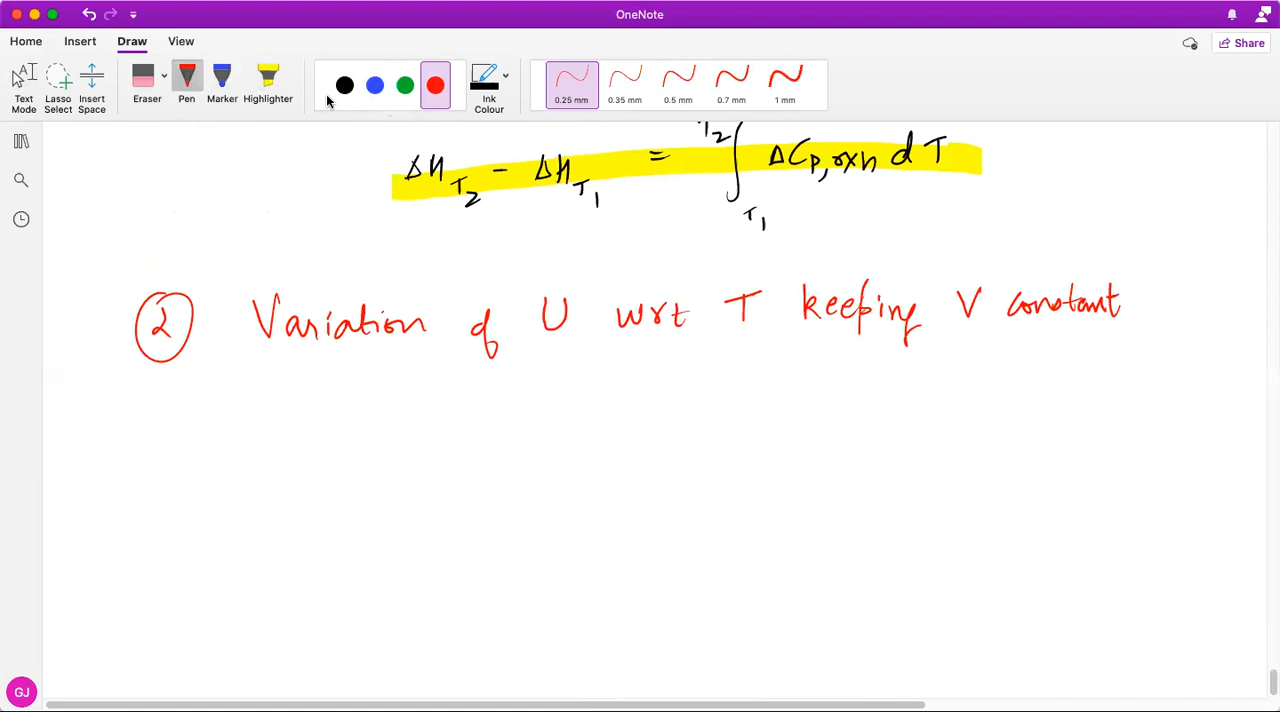 OneNote
Home Insert Draw View
Share
Text Mode
Lasso Select
Insert Space
Eraser
Pen
Marker
Highlighter
Ink Colour
0.25 mm 0.35 mm 0.5 mm 0.7 mm 1 mm
ΔH_T2 - ΔH_T1 = ∫_T1^T2 ΔCp,rxn dT
② Variation of U wrt T keeping V constant
GJ